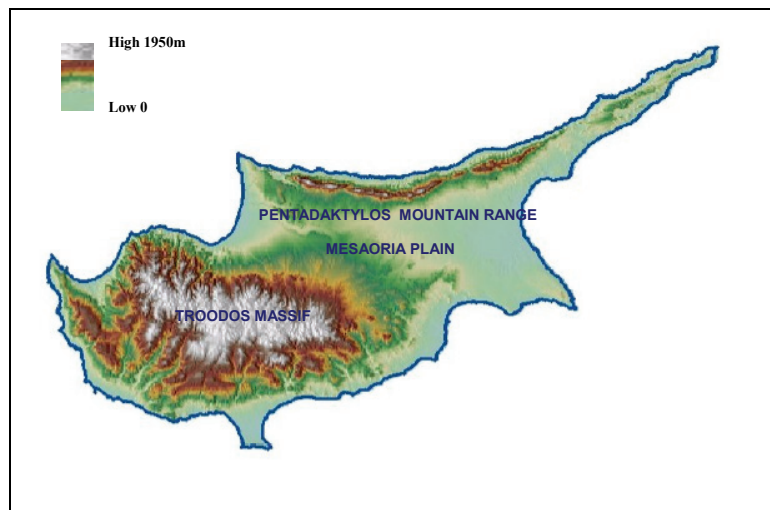 High 1950m
Low 0
PENTADAKTYLOS MOUNTAIN RANGE
MESAORIA PLAIN
TROODOS MASSIF